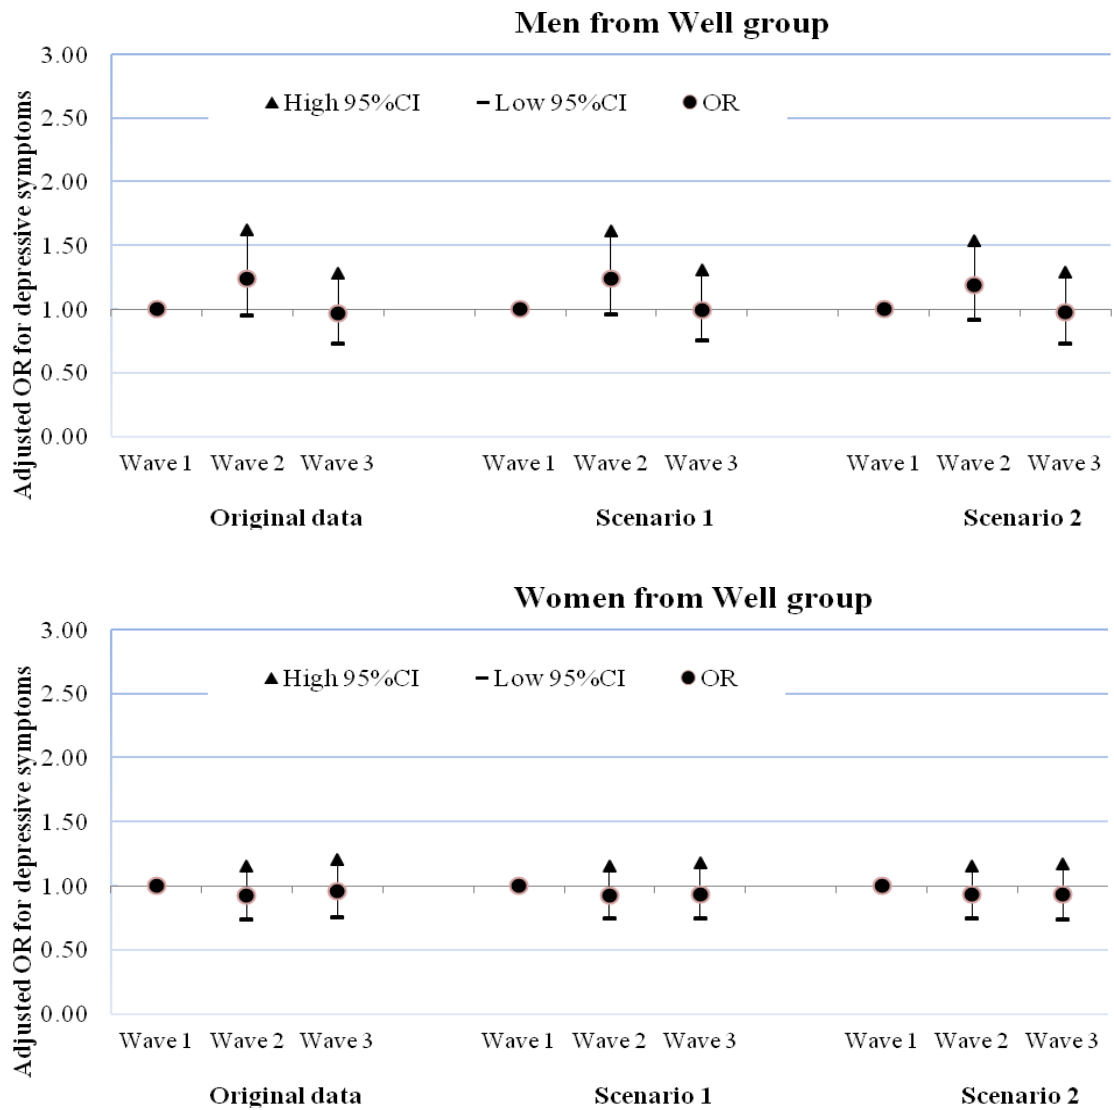 Men from Well group
Adjusted OR for depressive symptoms
3.00
▲ High 95%CI – Low 95%CI ● OR
2.50
2.00
1.50
1.00
0.50
0.00
Wave 1 Wave 2 Wave 3 Wave 1 Wave 2 Wave 3 Wave 1 Wave 2 Wave 3
Original data Scenario 1 Scenario 2
Women from Well group
Adjusted OR for depressive symptoms
3.00
▲ High 95%CI – Low 95%CI ● OR
2.50
2.00
1.50
1.00
0.50
0.00
Wave 1 Wave 2 Wave 3 Wave 1 Wave 2 Wave 3 Wave 1 Wave 2 Wave 3
Original data Scenario 1 Scenario 2